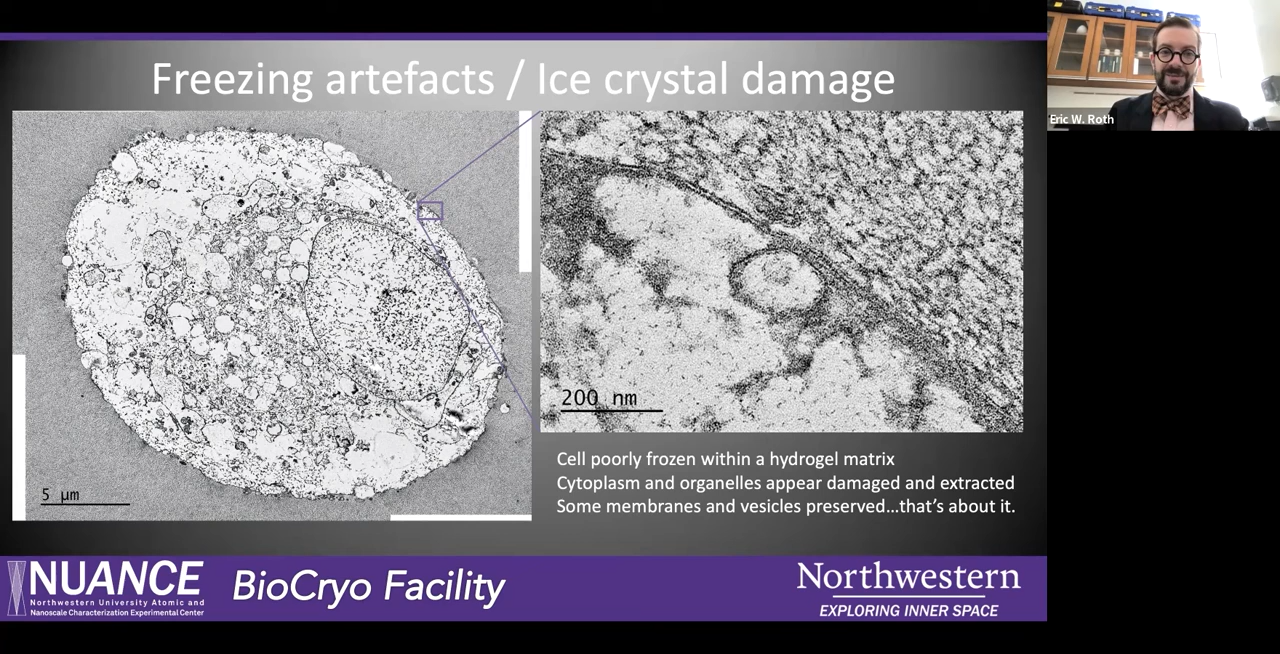 Freezing artefacts / Ice crystal damage
Eric W. Roth
5 µm
200 nm
Cell poorly frozen within a hydrogel matrix
Cytoplasm and organelles appear damaged and extracted
Some membranes and vesicles preserved...that's about it.
NUANCE
Northwestern University Atomic and
Nanoscale Characterization Experimental Center
BioCryo Facility
Northwestern
EXPLORING INNER SPACE